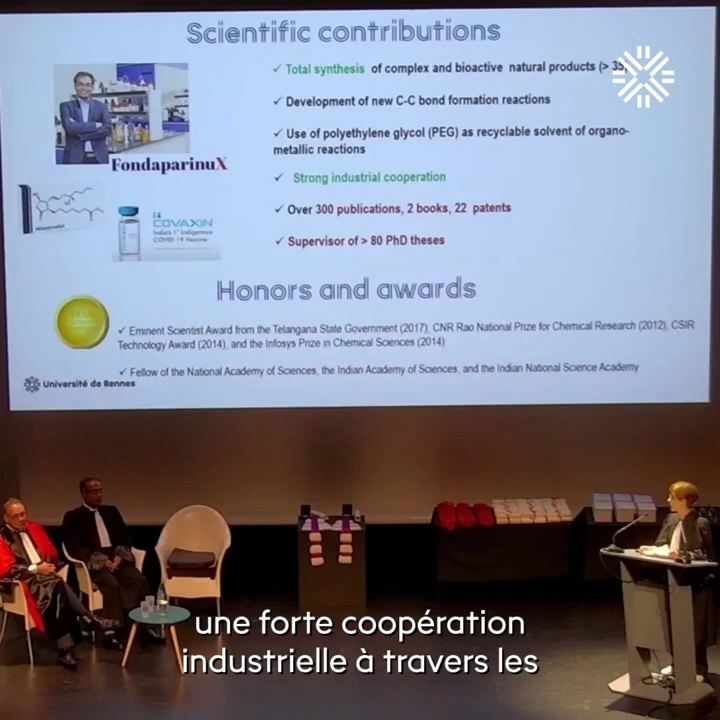 Scientific contributions
✓ Total synthesis of complex and bioactive natural products (> 35
✓ Development of new C-C bond formation reactions
✓ Use of polyethylene glycol (PEG) as recyclable solvent of organo-
metallic reactions
✓ Strong industrial cooperation
✓ Over 300 publications, 2 books, 22 patents
✓ Supervisor of > 80 PhD theses
FondaparinuX
COVAXIN
India's 1st Indigenous
COVID-19 Vaccine
Honors and awards
✓ Eminent Scientist Award from the Telangana State Government (2017), CNR Rao National Prize for Chemical Research (2012), CSIR
Technology Award (2014), and the Infosys Prize in Chemical Sciences (2014)
✓ Fellow of the National Academy of Sciences, the Indian Academy of Sciences, and the Indian National Science Academy
Université de Rennes
une forte coopération
industrielle à travers les